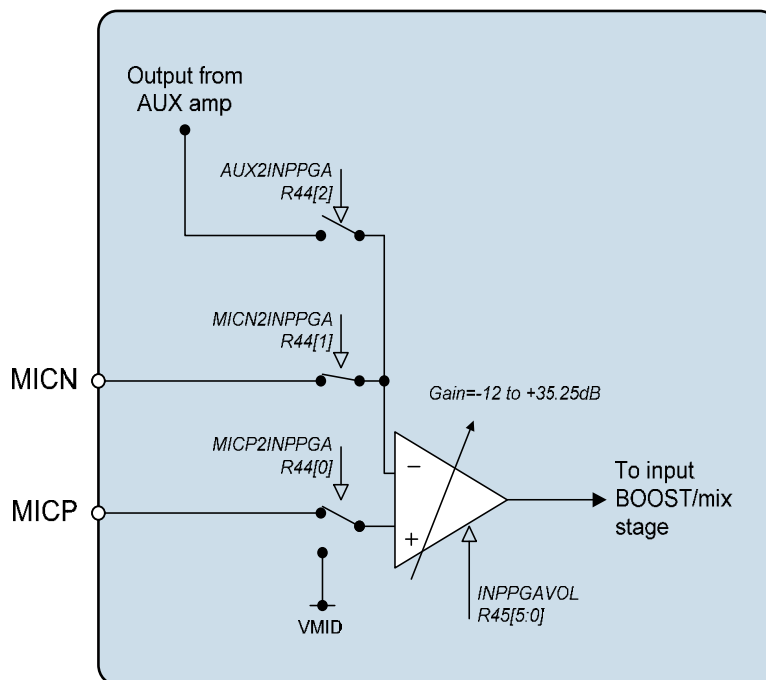 Output from
AUX amp
AUX2INPPGA
R44[2]
MICN2INPPGA
R44[1]
MICN
Gain=-12 to +35.25dB
MICP2INPPGA
R44[0]
MICP
−
+
To input
BOOST/mix
stage
INPPGAVOL
R45[5:0]
VMID